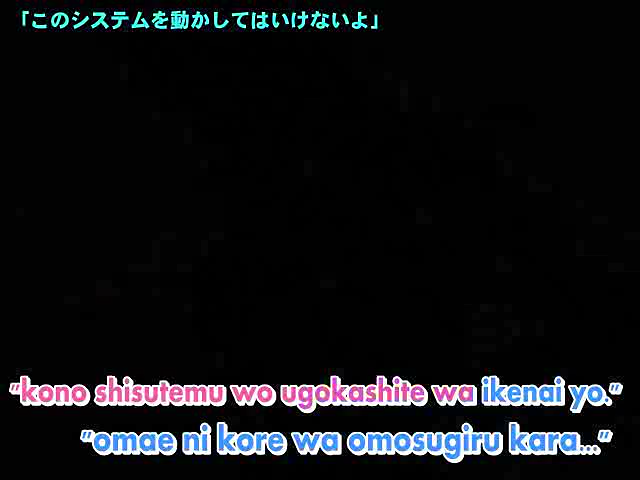 「このシステムを動かしてはいけないよ」
"kono shisutemu wo ugokashite wa ikenai yo."
"omae ni kore wa omosugiru kara..."